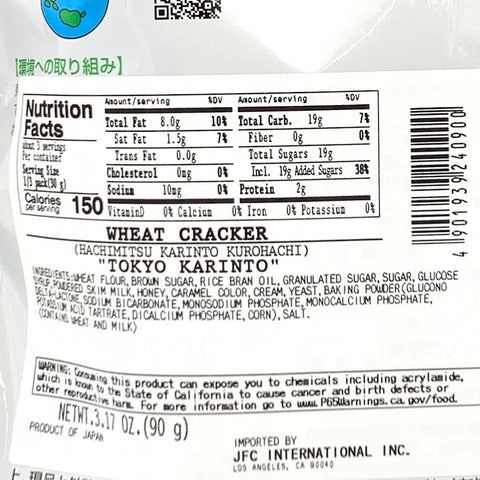 【環境への取り組み】
Nutrition Facts
about 3 servings
Per container
Serving Size
1/3 pack(30 g)
Calories per serving 150
Amount/serving %DV Amount/serving %DV
Total Fat 8.0g 10% Total Carb. 19g 7%
Sat Fat 1.5g 7% Fiber 0g 0%
Trans Fat 0.0g Total Sugars 19g
Cholesterol 0mg 0% Incl. 19g Added Sugars 38%
Sodium 10mg 0% Protein 2g
VitaminD 0% Calcium 0% Iron 0% Potassium 0%
WHEAT CRACKER
(HACHIMITSU KARINTO KUROHACHI)
"TOKYO KARINTO"
INGREDIENTS:WHEAT FLOUR, BROWN SUGAR, RICE BRAN OIL, GRANULATED SUGAR, SUGAR, GLUCOSE
SYRUP, POWDERED SKIM MILK, HONEY, CARAMEL COLOR, CREAM, YEAST, BAKING POWDER(GLUCONO
DELTA-LACTONE, SODIUM BICARBONATE, MONOSODIUM PHOSPHATE, MONOCALCIUM PHOSPHATE,
POTASSIUM ACID TARTRATE, DICALCIUM PHOSPHATE, CORN), SALT.
(CONTAINS WHEAT AND MILK)
WARNING: Consuming this product can expose you to chemicals including acrylamide,
which is known to the State of California to cause cancer and birth defects or
other reproductive harm. For more information go to www.P65Warnings.ca.gov/food.
NET WT.3.17 OZ.(90 g)
PRODUCT OF JAPAN
IMPORTED BY
JFC INTERNATIONAL INC.
LOS ANGELES, CA 90040
4 901939 240900